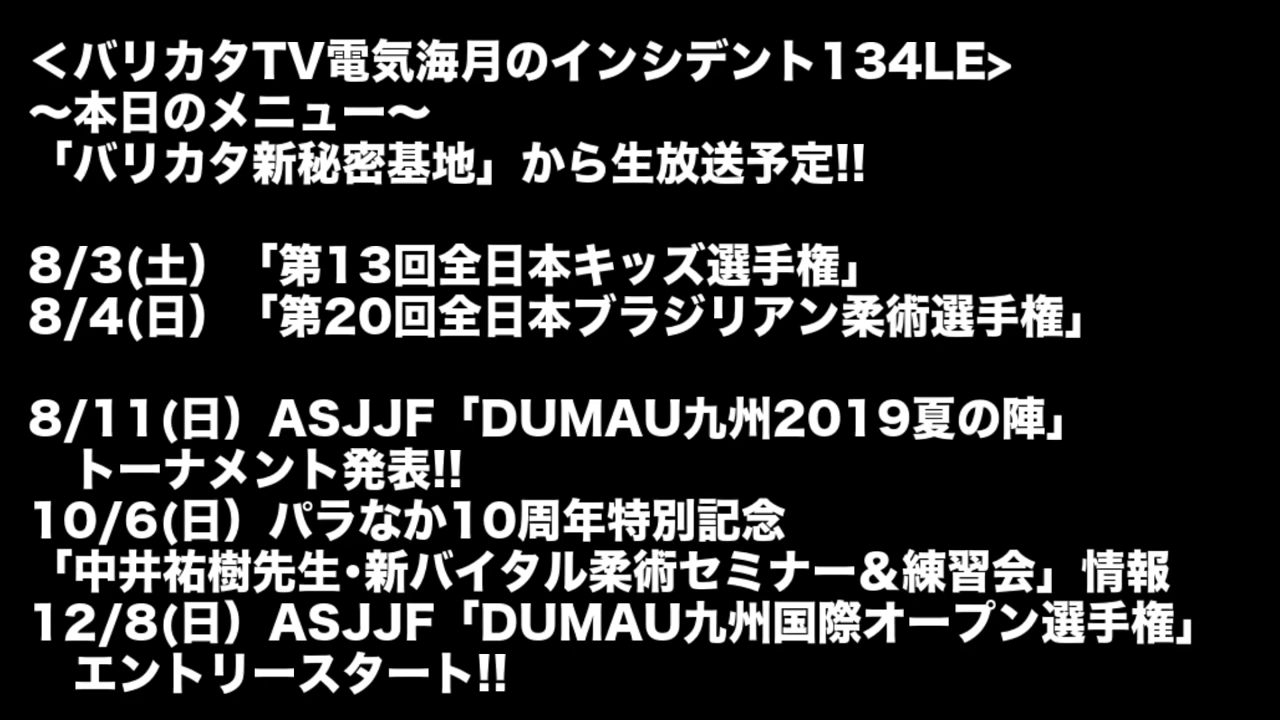 ＜バリカタTV電気海月のインシデント134LE>
〜本日のメニュー〜
「バリカタ新秘密基地」から生放送予定!!
8/3(土）「第13回全日本キッズ選手権」
8/4(日）「第20回全日本ブラジリアン柔術選手権」
8/11(日）ASJJF「DUMAU九州2019夏の陣」
トーナメント発表!!
10/6(日）パラなか10周年特別記念
「中井祐樹先生・新バイタル柔術セミナー＆練習会」情報
12/8(日）ASJJF「DUMAU九州国際オープン選手権」
エントリースタート!!